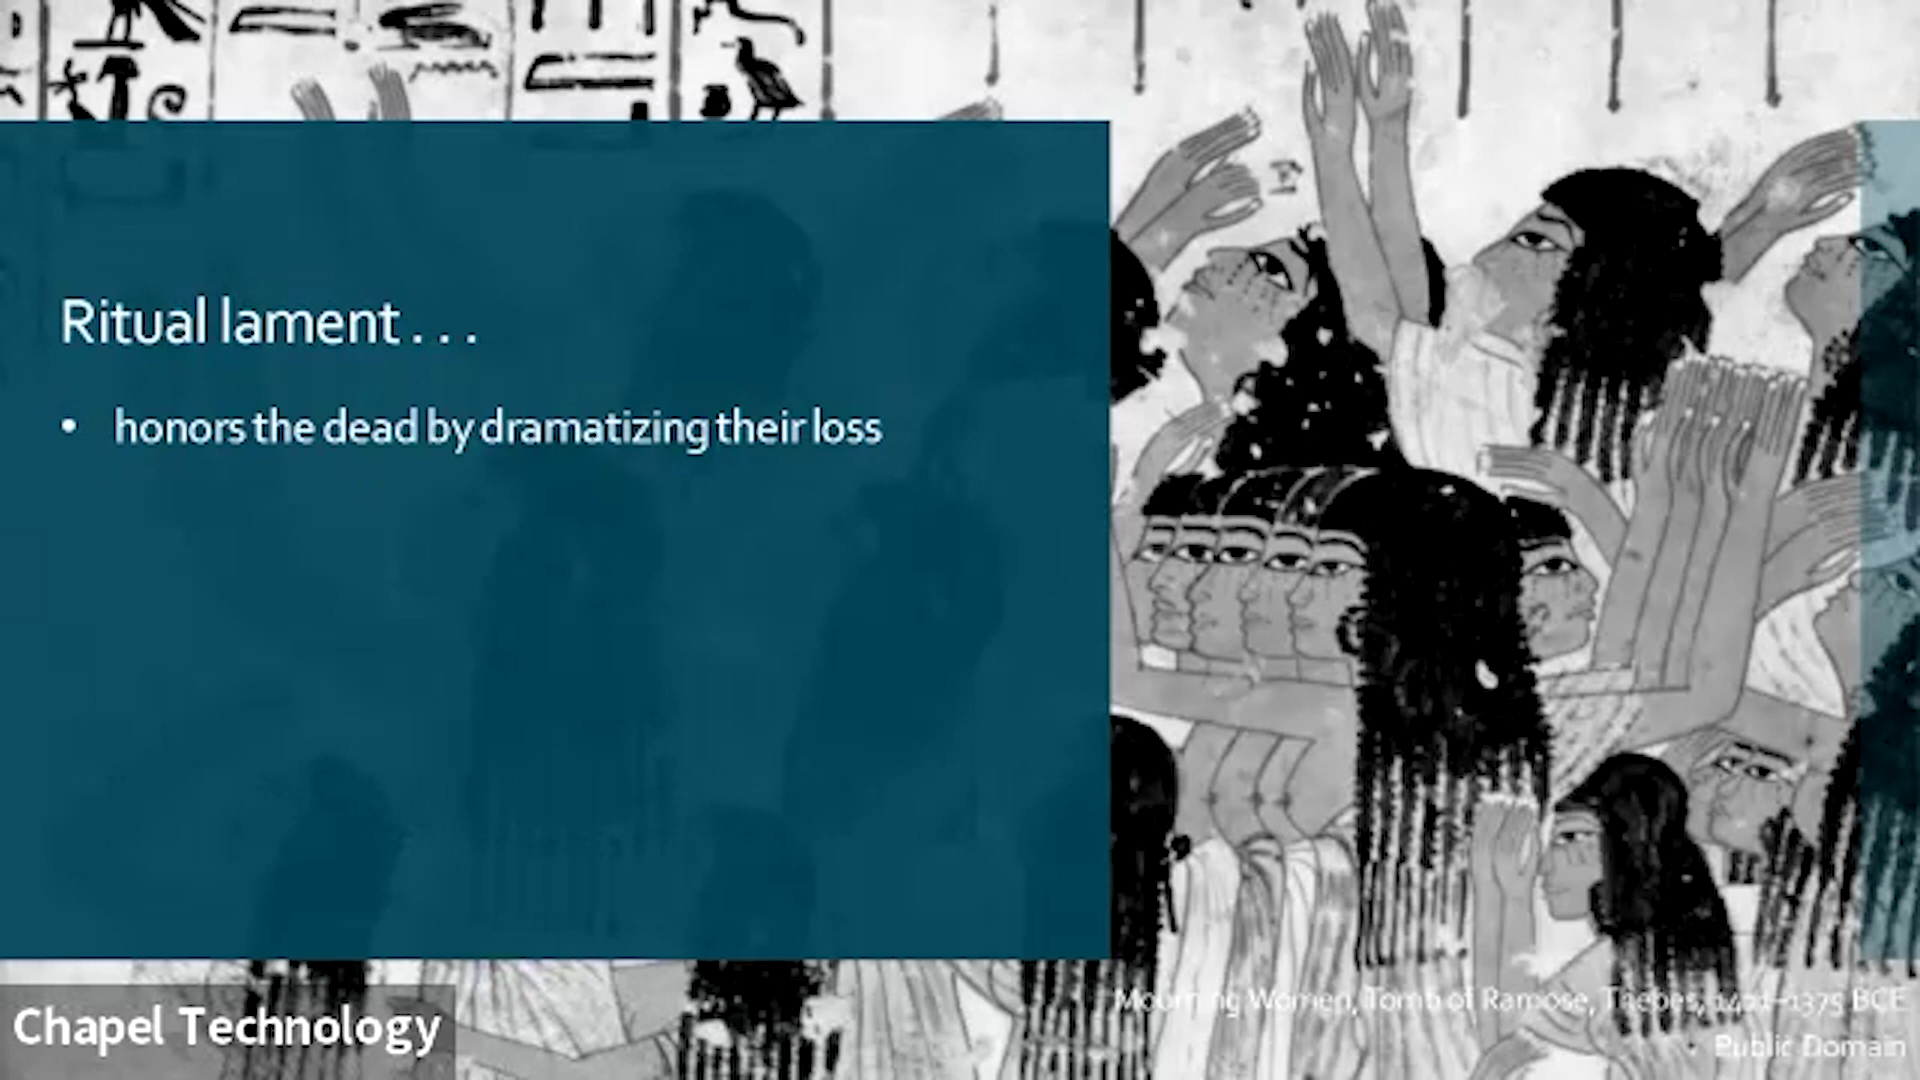 Ritual lament . . .
• honors the dead by dramatizing their loss
Chapel Technology
Mourning Women, Tomb of Ramose, Thebes, BCE
Public Domain